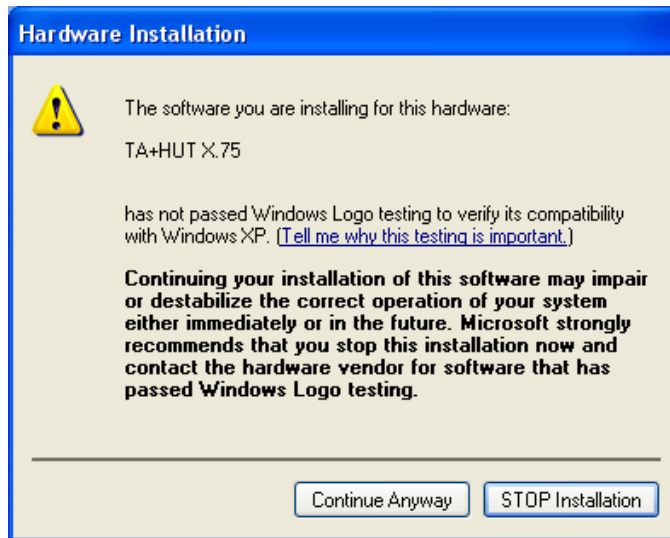 Hardware Installation
The software you are installing for this hardware:
TA+HUT X.75
has not passed Windows Logo testing to verify its compatibility
with Windows XP. (Tell me why this testing is important.)
Continuing your installation of this software may impair
or destabilize the correct operation of your system
either immediately or in the future. Microsoft strongly
recommends that you stop this installation now and
contact the hardware vendor for software that has
passed Windows Logo testing.
Continue Anyway
STOP Installation